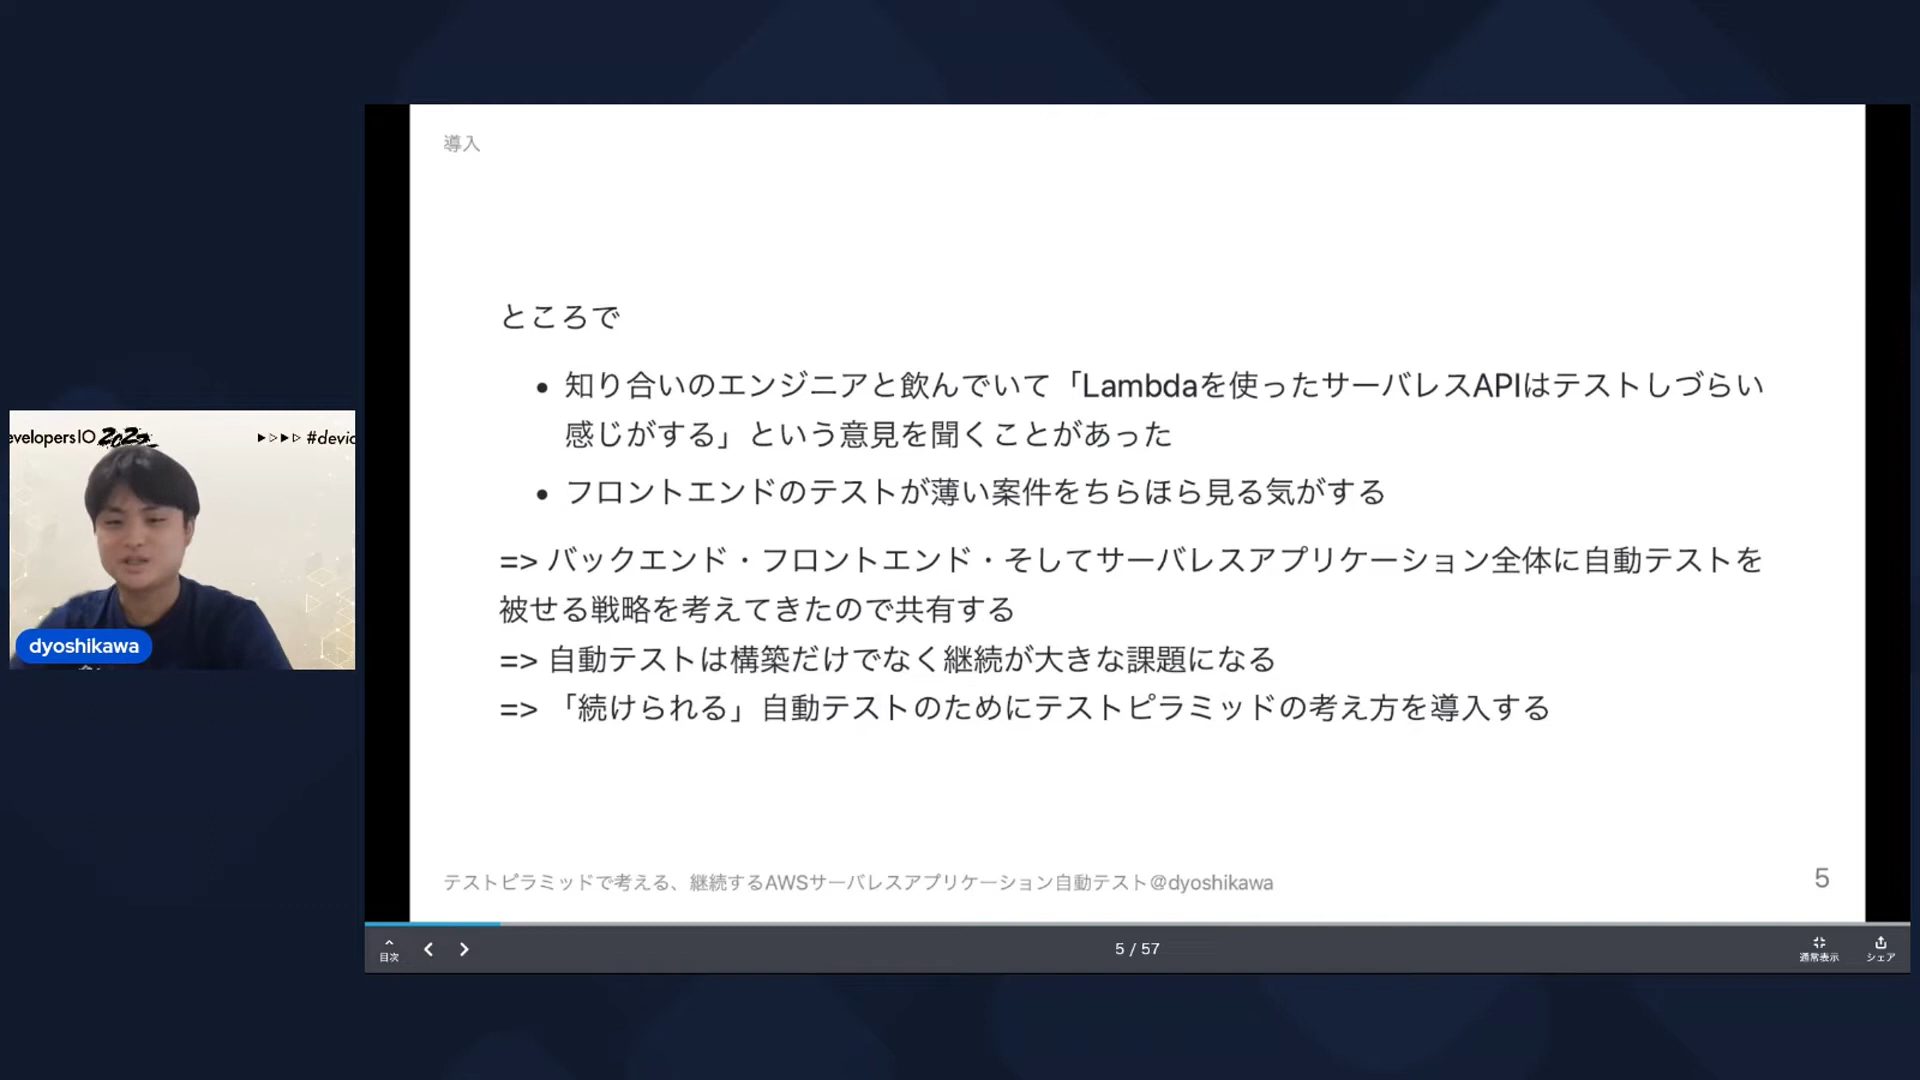 導入
ところで
• 知り合いのエンジニアと飲んでいて「Lambdaを使ったサーバレスAPIはテストしづらい
感じがする」という意見を聞くことがあった
• フロントエンドのテストが薄い案件をちらほら見る気がする
=> バックエンド・フロントエンド・そしてサーバレスアプリケーション全体に自動テストを
被せる戦略を考えてきたので共有する
=> 自動テストは構築だけでなく継続が大きな課題になる
=> 「続けられる」自動テストのためにテストピラミッドの考え方を導入する
テストピラミッドで考える、継続するAWSサーバレスアプリケーション自動テスト@dyoshikawa
5
evelopersIO 2022
#devio
dyoshikawa
目次
5 / 57
通常表示
シェア